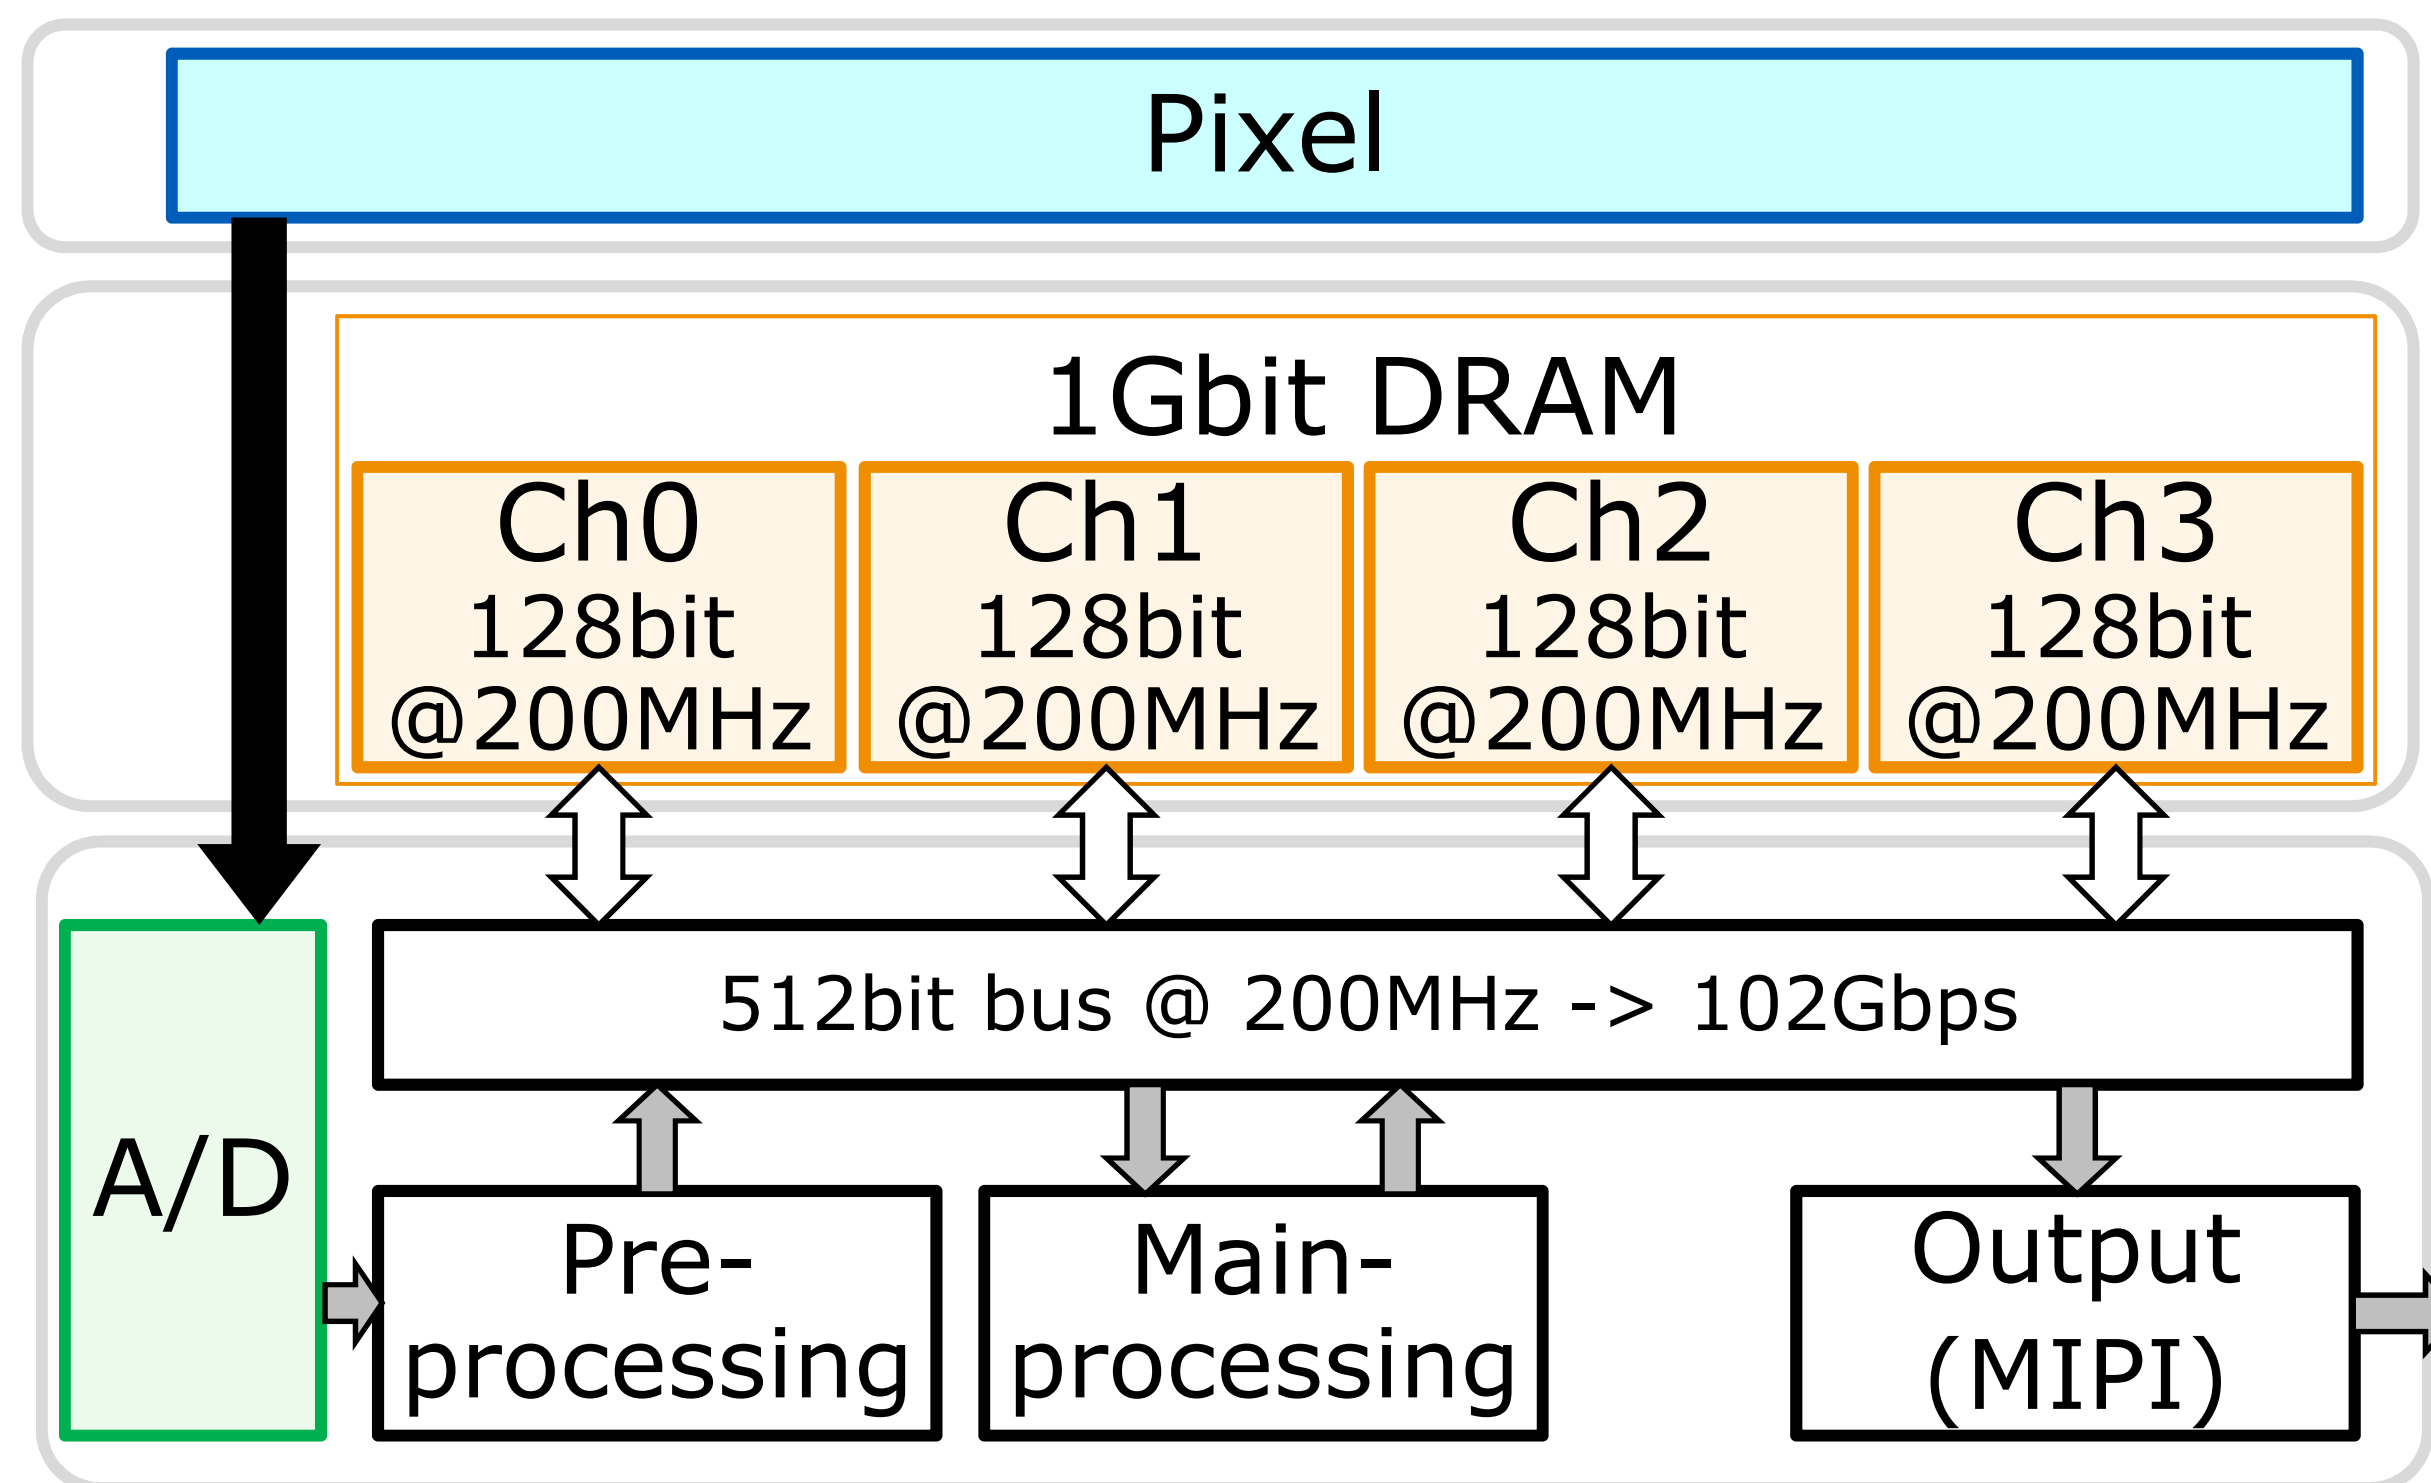 Pixel
1Gbit DRAM
Ch0
128bit
@200MHz
Ch1
128bit
@200MHz
Ch2
128bit
@200MHz
Ch3
128bit
@200MHz
512bit bus @ 200MHz -> 102Gbps
A/D
Pre-
processing
Main-
processing
Output
(MIPI)